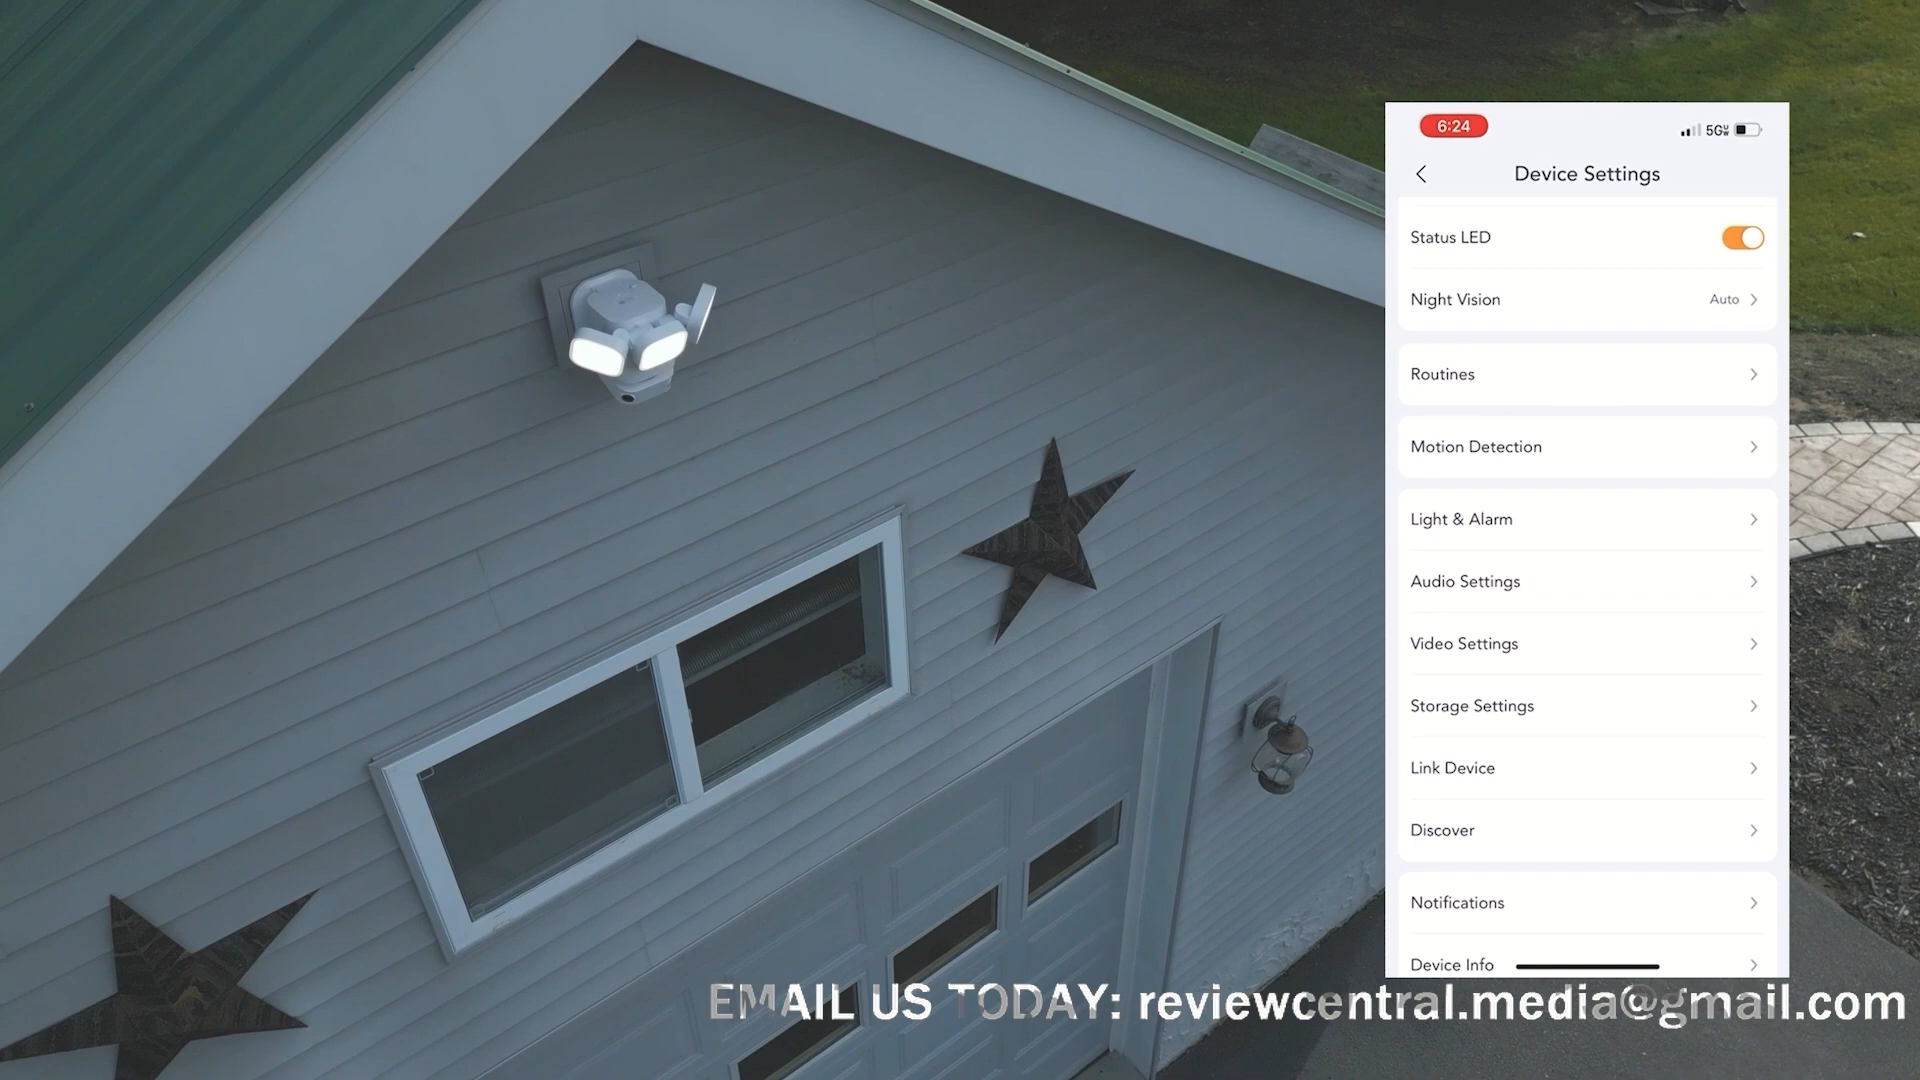 6:24
5G
Device Settings
Status LED
Night Vision
Auto
Routines
Motion Detection
Light & Alarm
Audio Settings
Video Settings
Storage Settings
Link Device
Discover
Notifications
Device Info
EMAIL US TODAY: reviewcentral.media@gmail.com